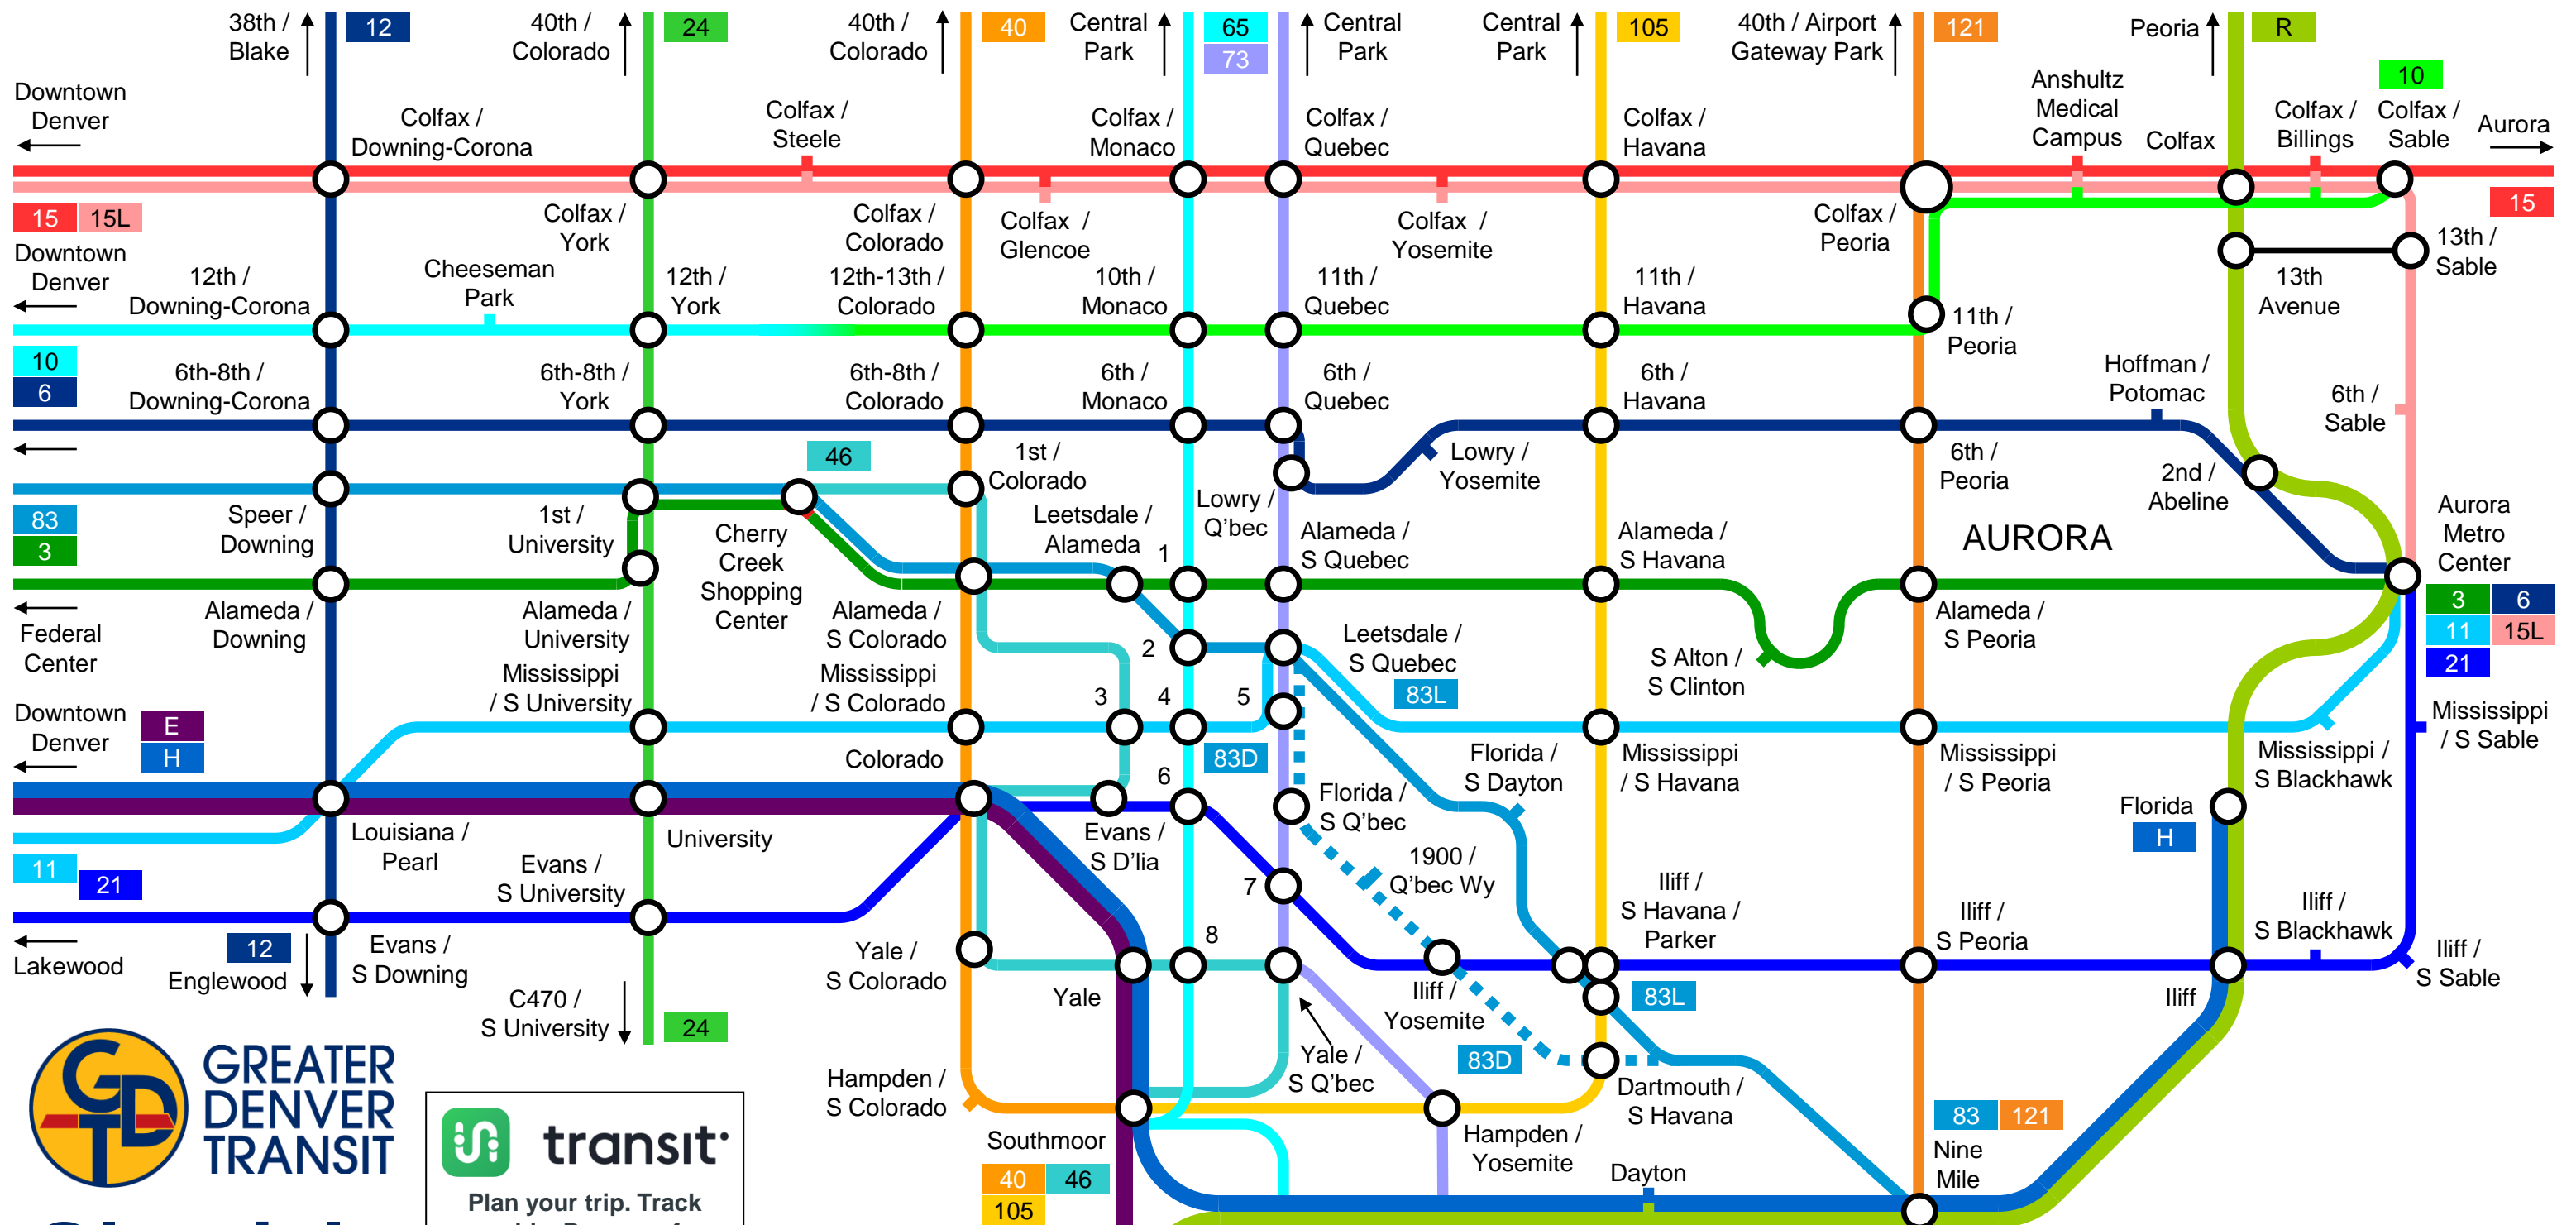 38th /
Blake
12
40th /
Colorado
24
40th /
Colorado
40
Central
Park
65
73
Central
Park
Central
Park
105
40th / Airport
Gateway Park
121
Peoria
R
10
Downtown
Denver
Colfax /
Downing-Corona
Colfax /
Steele
Colfax /
Monaco
Colfax /
Quebec
Colfax /
Havana
Anshultz
Medical
Campus
Colfax
Colfax /
Billings
Colfax /
Sable
Aurora
15
15L
Colfax /
York
Colfax /
Colorado
Colfax /
Glencoe
Colfax /
Yosemite
Colfax /
Peoria
15
Downtown
Denver
12th /
Downing-Corona
Cheeseman
Park
12th /
York
12th-13th /
Colorado
10th /
Monaco
11th /
Quebec
11th /
Havana
11th /
Peoria
13th
Avenue
13th /
Sable
10
6
6th-8th /
Downing-Corona
6th-8th /
York
6th-8th /
Colorado
6th /
Monaco
6th /
Quebec
6th /
Havana
Hoffman /
Potomac
6th /
Sable
46
1st /
Colorado
Lowry /
Q'bec
Lowry /
Yosemite
6th /
Peoria
2nd /
Abeline
83
3
Speer /
Downing
1st /
University
Cherry
Creek
Shopping
Center
Leetsdale /
Alameda
1
Alameda /
S Quebec
Alameda /
S Havana
AURORA
Aurora
Metro
Center
3
6
11
15L
21
Federal
Center
Alameda /
Downing
Alameda /
University
Alameda /
S Colorado
2
Leetsdale /
S Quebec
83L
S Alton /
S Clinton
Alameda /
S Peoria
Downtown
Denver
E
H
Mississippi
/ S University
Mississippi
/ S Colorado
3
4
5
83D
Mississippi
/ S Sable
Colorado
6
Florida /
S Q'bec
Florida /
S Dayton
Mississippi
/ S Havana
Mississippi
/ S Peoria
Mississippi /
S Blackhawk
Florida
H
11
21
Louisiana /
Pearl
University
Evans /
S University
Evans /
S D'lia
1900 /
Q'bec Wy
7
Iliff /
S Havana /
Parker
Iliff /
S Peoria
Iliff /
S Blackhawk
Lakewood
12
Englewood
Evans /
S Downing
C470 /
S University
24
Yale /
S Colorado
Yale
8
Iliff /
Yosemite
83L
Iliff
Iliff /
S Sable
Yale /
S Q'bec
83D
Dartmouth /
S Havana
Hampden /
S Colorado
Southmoor
40
46
105
Hampden /
Yosemite
Dayton
83
121
Nine
Mile
GDT
GREATER
DENVER
TRANSIT
transit
Plan your trip. Track